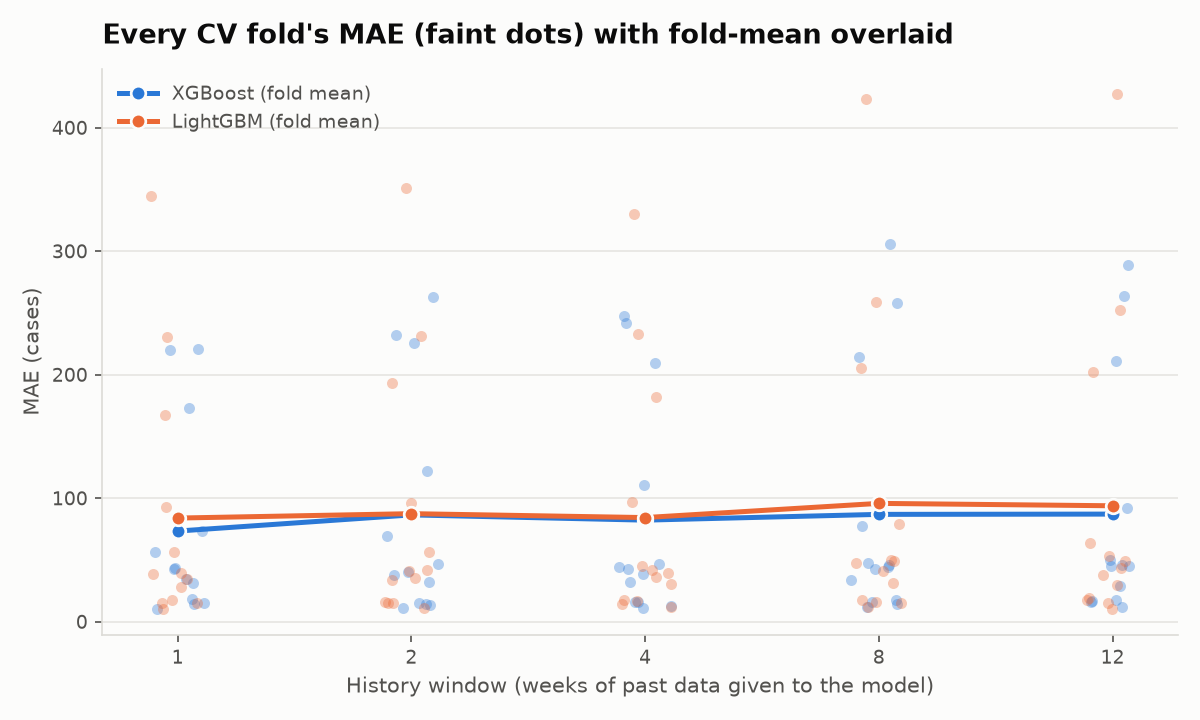 Every CV fold's MAE (faint dots) with fold-mean overlaid
XGBoost (fold mean)
LightGBM (fold mean)
400
300
200
100
0
MAE (cases)
1 2 4 8 12
History window (weeks of past data given to the model)